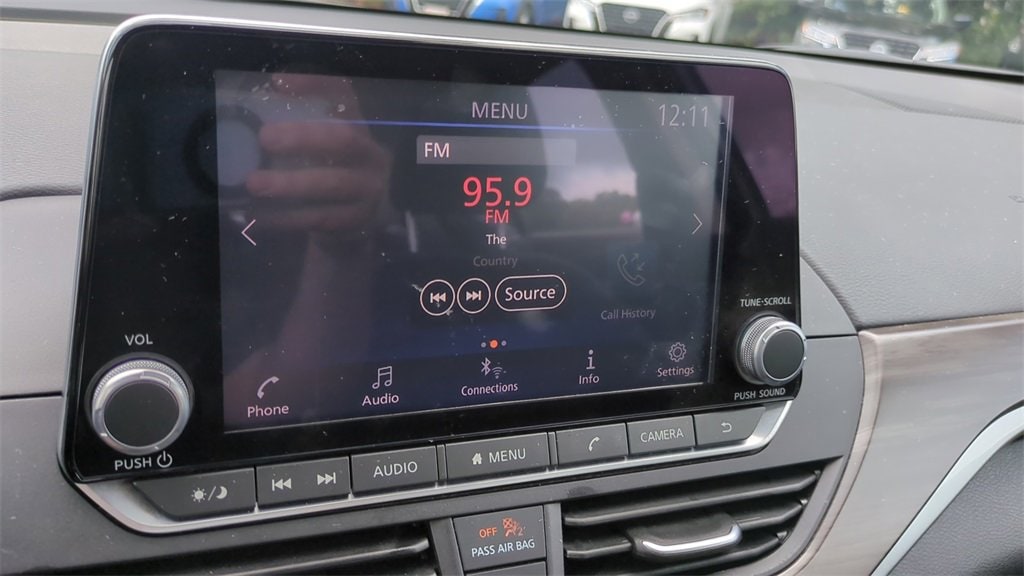 MENU
12:11
FM
95.9
FM
The
Country
Source
Call History
Phone
Audio
Connections
Info
Settings
VOL
PUSH
TUNE·SCROLL
PUSH SOUND
AUDIO
MENU
CAMERA
OFF 2
PASS AIR BAG